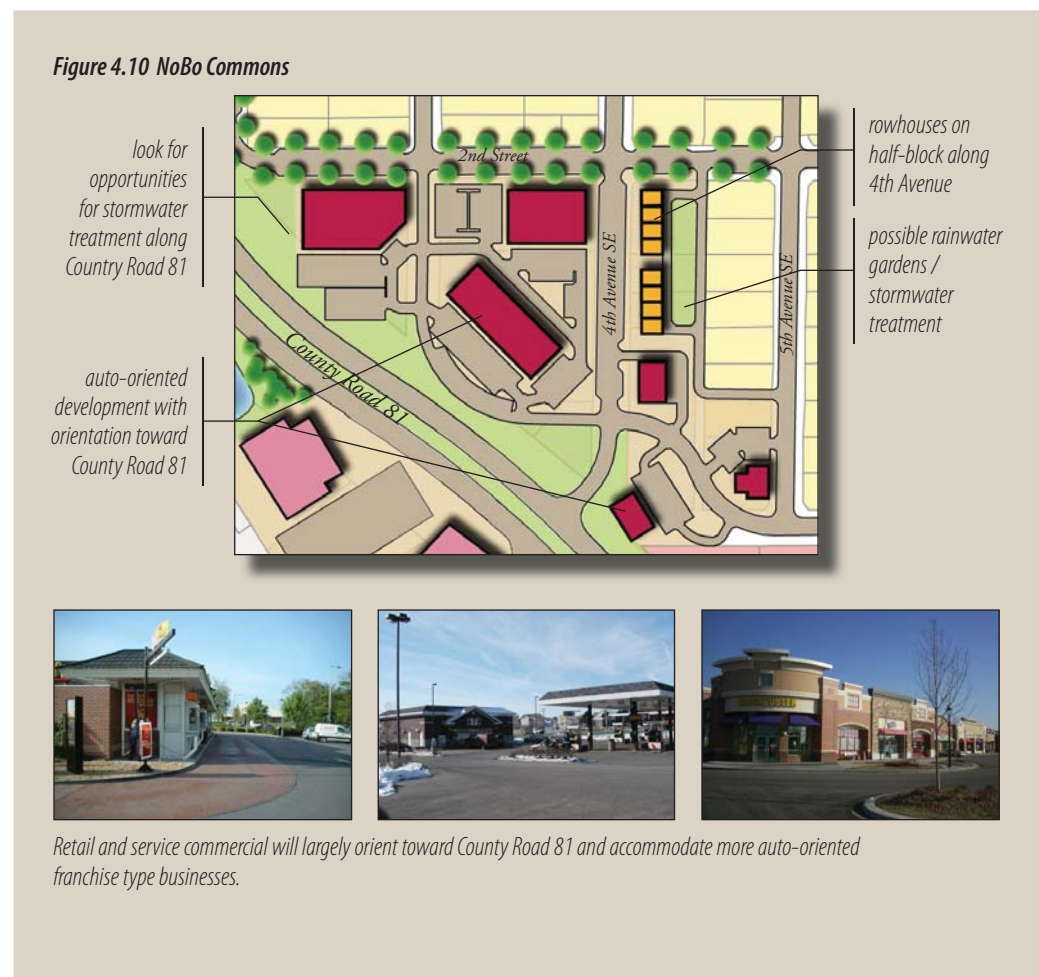 Figure 4.10 NoBo Commons
look for
opportunities
for stormwater
treatment along
Country Road 81
auto-oriented
development with
orientation toward
County Road 81
2nd Street
4th Avenue SE
5th Avenue SE
County Road 81
rowhouses on
half-block along
4th Avenue
possible rainwater
gardens /
stormwater
treatment
Retail and service commercial will largely orient toward County Road 81 and accommodate more auto-oriented
franchise type businesses.